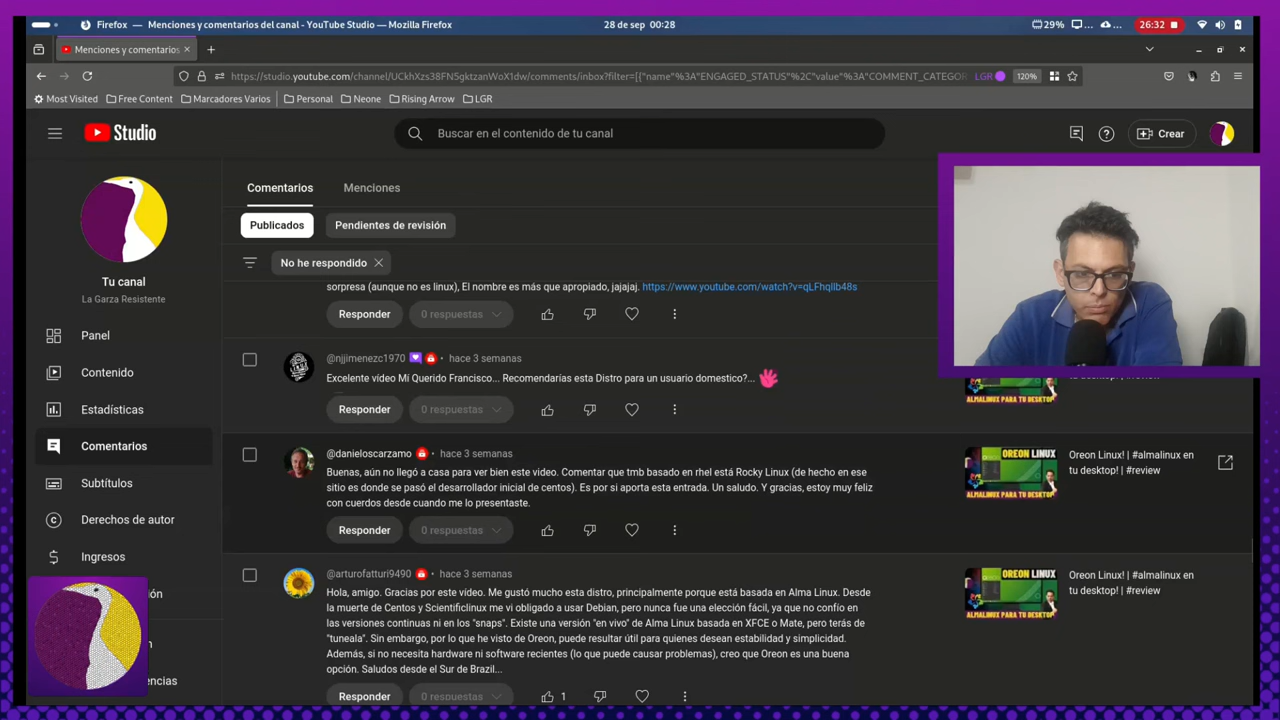 Firefox — Menciones y comentarios del canal - YouTube Studio — Mozilla Firefox
28 de sep 00:28
29%
26:32
Menciones y comentarios
https://studio.youtube.com/channel/UCkhXzs38FN5gktzanWoX1dw/comments/inbox?filter=[{"name"%3A"ENGAGED_STATUS"%2C"value"%3A"COMMENT_CATEGOR
LGR
120%
Most Visited
Free Content
Marcadores Varios
Personal
Neone
Rising Arrow
LGR
Studio
Buscar en el contenido de tu canal
Crear
Comentarios
Menciones
Publicados
Pendientes de revisión
No he respondido
Tu canal
La Garza Resistente
Panel
Contenido
Estadísticas
Comentarios
Subtítulos
Derechos de autor
Ingresos
sorpresa (aunque no es linux), El nombre es más que apropiado, jajajaj. https://www.youtube.com/watch?v=qLFhqiIb48s
Responder
0 respuestas
@njjimenezc1970 • hace 3 semanas
Excelente vídeo Mí Querido Francisco... Recomendarías esta Distro para un usuario domestico?...
Responder
0 respuestas
ALMALINUX PARA TU DESKTOP
@danieloscarzamo • hace 3 semanas
Buenas, aún no llegó a casa para ver bien este video. Comentar que tmb basado en rhel está Rocky Linux (de hecho en ese
sitio es donde se pasó el desarrollador inicial de centos). Es por si aporta esta entrada. Un saludo. Y gracias, estoy muy feliz
con cuerdos desde cuando me lo presentaste.
Responder
0 respuestas
OREON LINUX
ALMALINUX PARA TU DESKTOP
Oreon Linux! | #almalinux en
tu desktop! | #review
@arturofatturi9490 • hace 3 semanas
Hola, amigo. Gracias por este video. Me gustó mucho esta distro, principalmente porque está basada en Alma Linux. Desde
la muerte de Centos y Scientificlinux me vi obligado a usar Debian, pero nunca fue una elección fácil, ya que no confío en
las versiones continuas ni en los "snaps". Existe una versión "en vivo" de Alma Linux basada en XFCE o Mate, pero terás de
"tuneala". Sin embargo, por lo que he visto de Oreon, puede resultar útil para quienes desean estabilidad y simplicidad.
Además, si no necesita hardware ni software recientes (lo que puede causar problemas), creo que Oreon es una buena
opción. Saludos desde el Sur de Brazil...
Responder
0 respuestas
1
OREON LINUX
ALMALINUX PARA TU DESKTOP
Oreon Linux! | #almalinux en
tu desktop! | #review